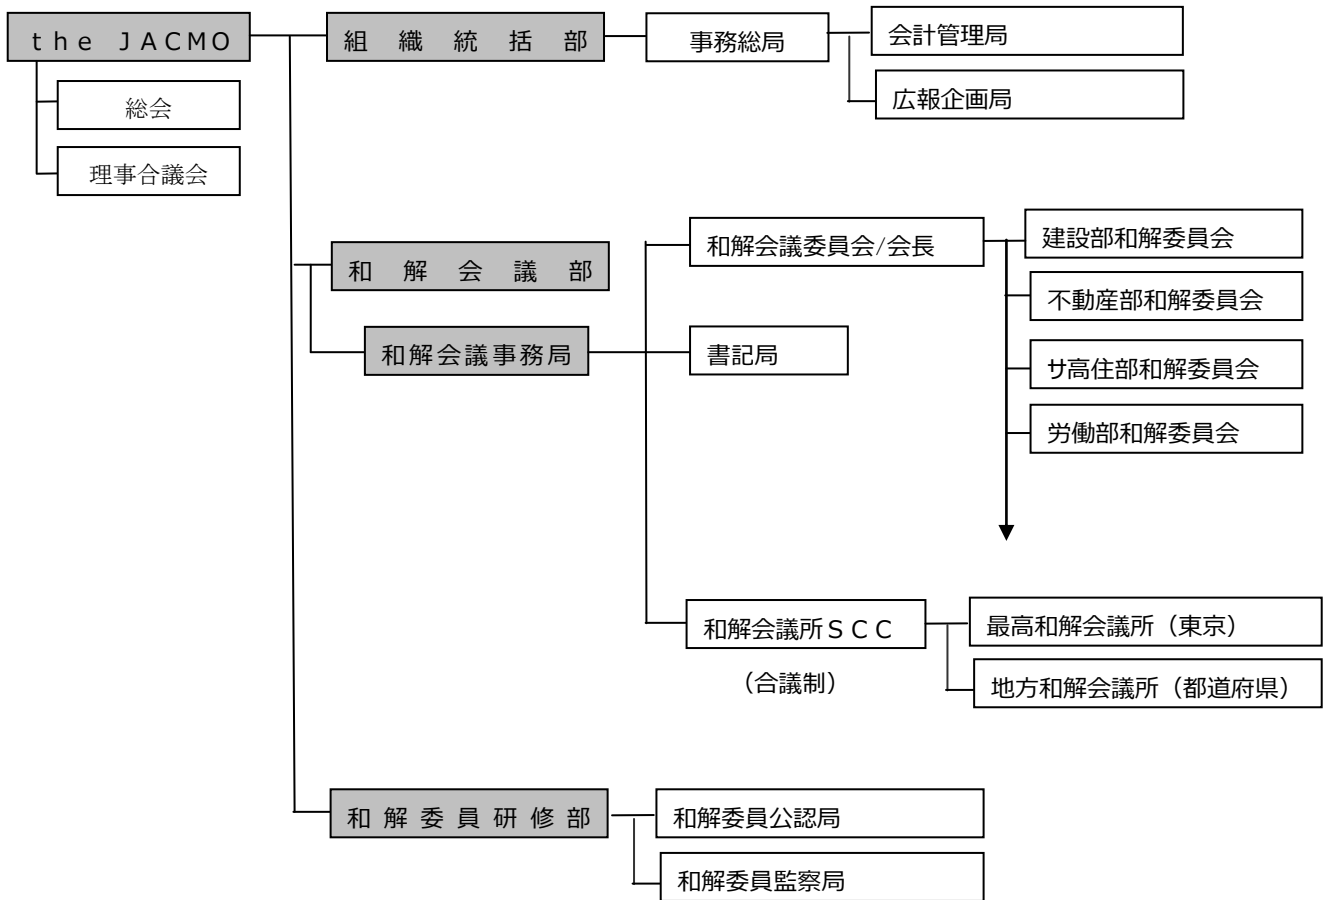 the JACMO
組織統括部
事務総局
会計管理局
広報企画局
総会
理事合議会
和解会議部
和解会議事務局
和解会議委員会/会長
建設部和解委員会
不動産部和解委員会
サ高住部和解委員会
労働部和解委員会
書記局
和解会議所SCC
(合議制)
最高和解会議所(東京)
地方和解会議所(都道府県)
和解委員研修部
和解委員公認局
和解委員監察局